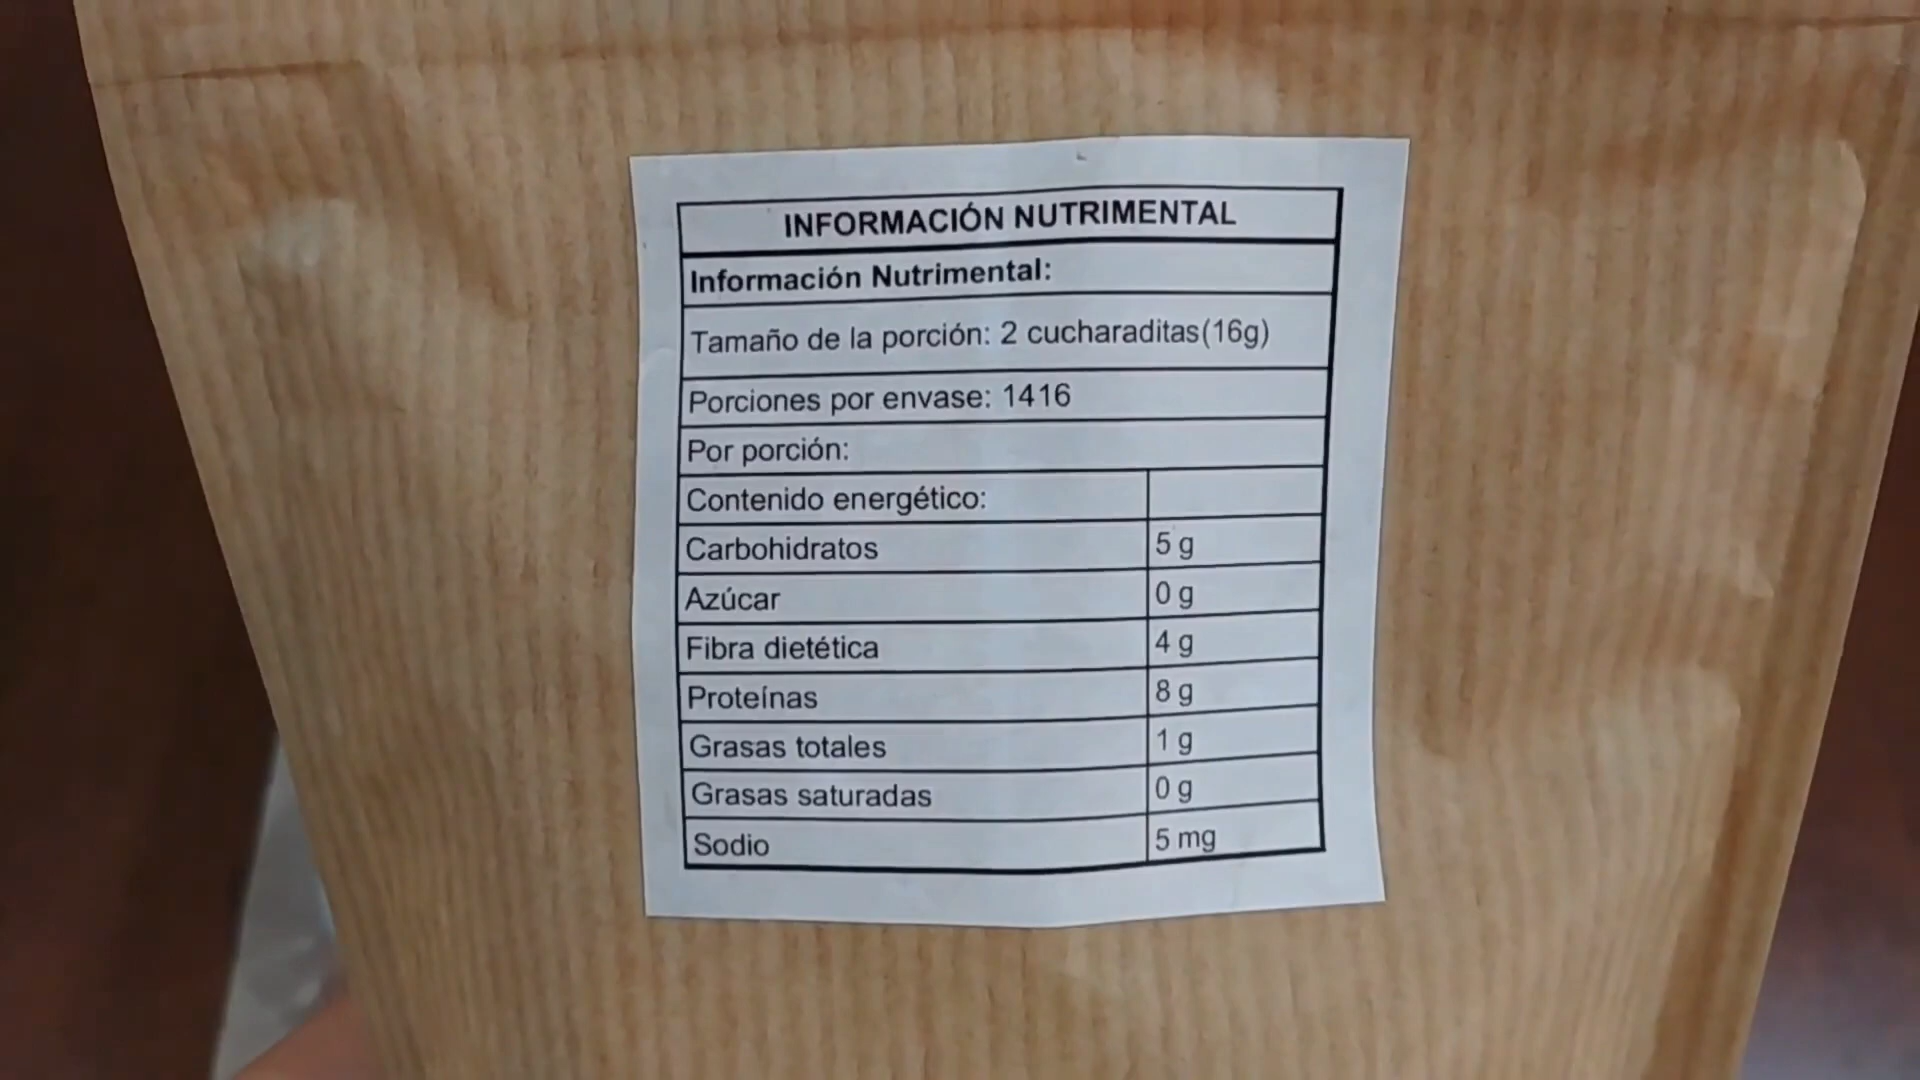 INFORMACIÓN NUTRIMENTAL
Información Nutrimental:
Tamaño de la porción: 2 cucharaditas(16g)
Porciones por envase: 1416
Por porción:
Contenido energético:
Carbohidratos 5 g
Azúcar 0 g
Fibra dietética 4 g
Proteínas 8 g
Grasas totales 1 g
Grasas saturadas 0 g
Sodio 5 mg